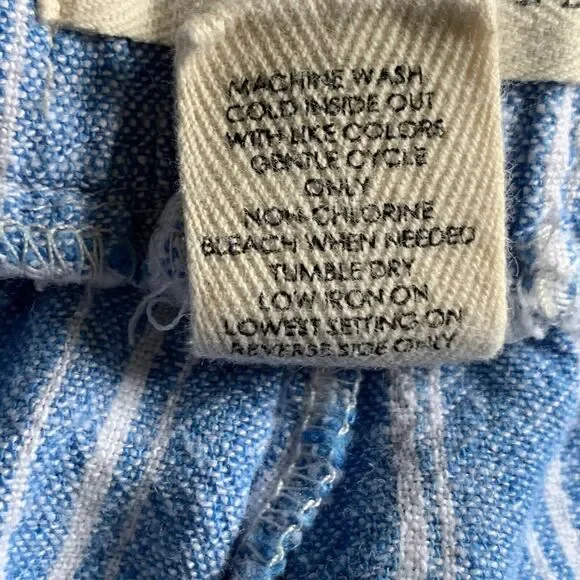 MACHINE WASH
COLD INSIDE OUT
WITH LIKE COLORS
GENTLE CYCLE
ONLY
NON-CHLORINE
BLEACH WHEN NEEDED
TUMBLE DRY
LOW IRON ON
LOWEST SETTING ON
REVERSE SIDE ONLY